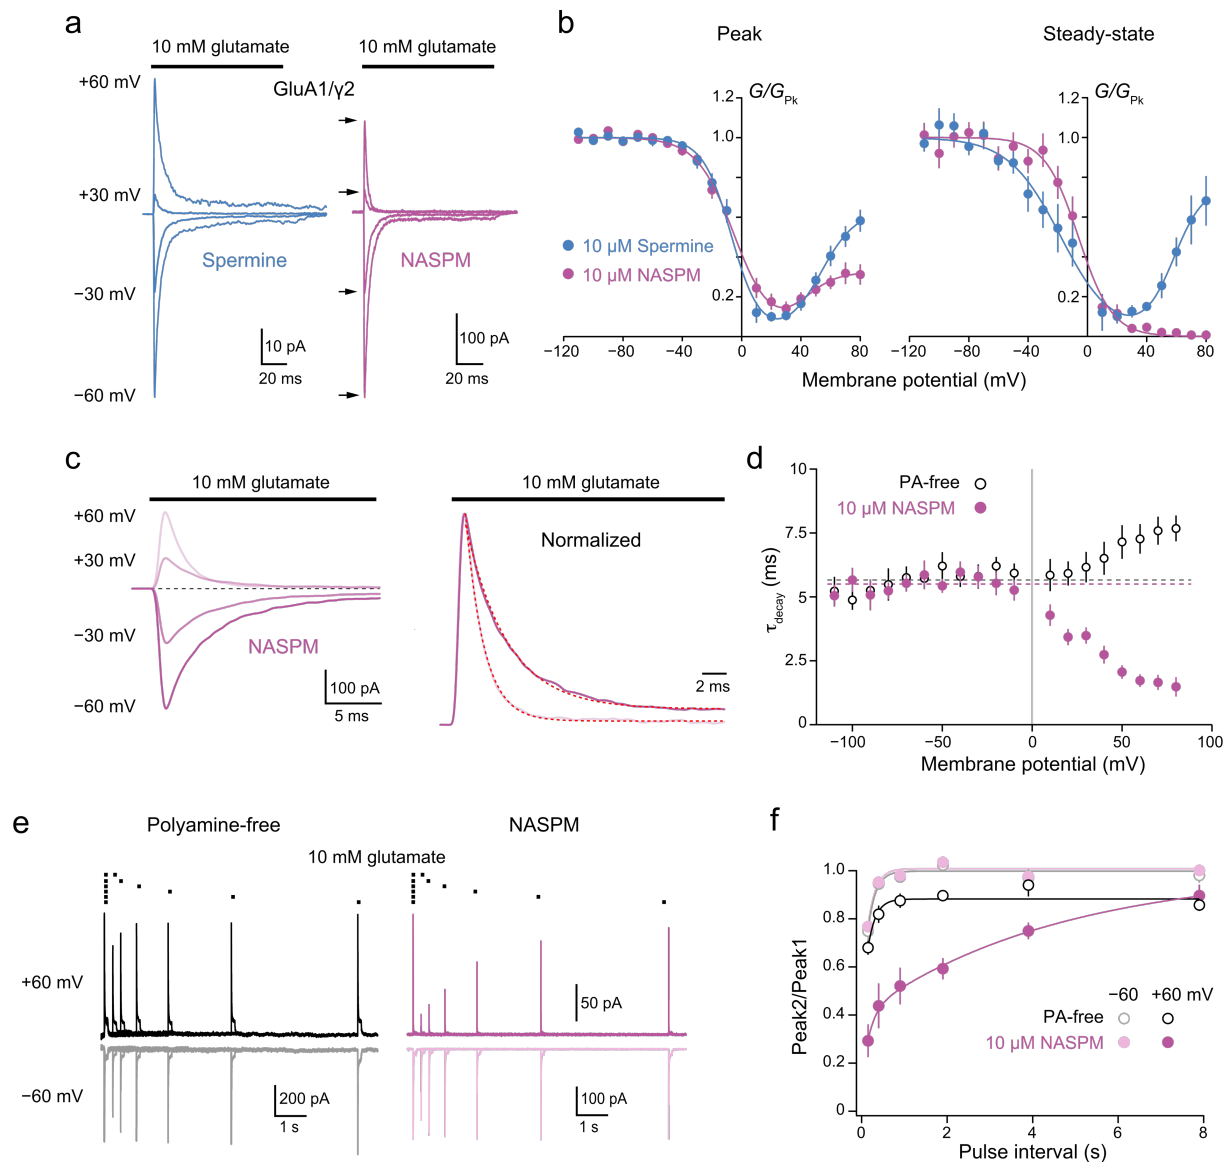 a
10 mM glutamate
10 mM glutamate
+60 mV
GluA1/γ2
+30 mV
Spermine
NASPM
−30 mV
10 pA
20 ms
100 pA
20 ms
−60 mV
b
Peak
Steady-state
G/GPk
G/GPk
1.0
1.0
10 µM Spermine
10 µM NASPM
0.2
0.2
−120
−80
−40
0
40
80
−120
−80
−40
0
40
80
Membrane potential (mV)
c
10 mM glutamate
10 mM glutamate
+60 mV
Normalized
+30 mV
−30 mV
NASPM
100 pA
5 ms
−60 mV
2 ms
d
10
PA-free
10 µM NASPM
7.5
5
2.5
0
τdecay (ms)
−100
−50
0
50
100
Membrane potential (mV)
e
Polyamine-free
NASPM
10 mM glutamate
+60 mV
50 pA
−60 mV
200 pA
1 s
100 pA
1 s
f
1.0
0.8
0.6
0.4
0.2
0
Peak2/Peak1
−60
+60 mV
PA-free
10 µM NASPM
0
2
4
6
8
Pulse interval (s)